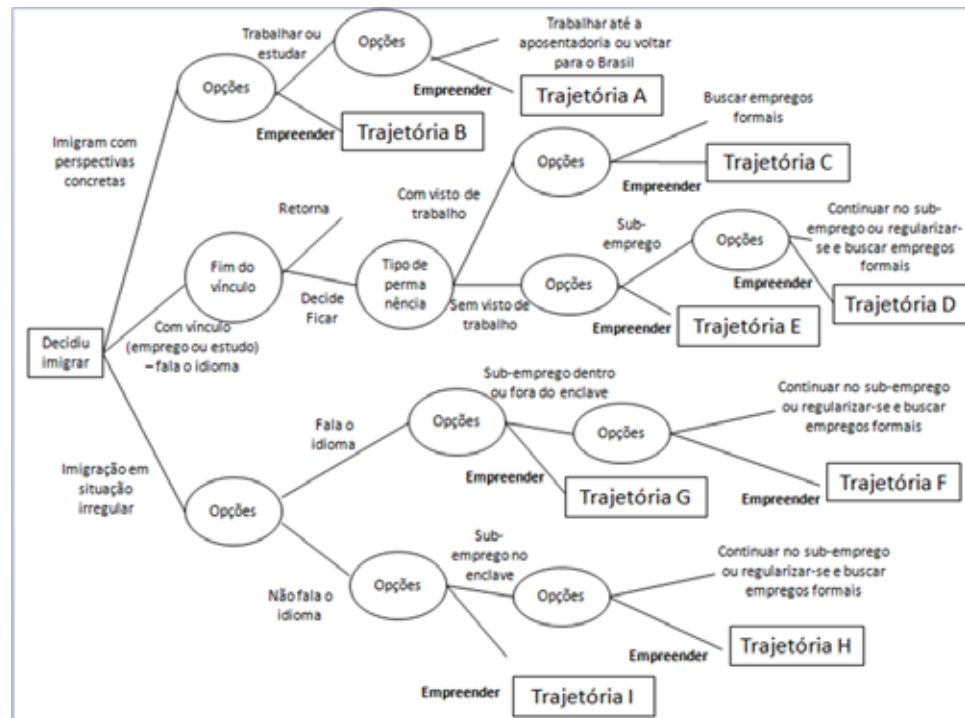 Trabalhar ou
estudar
Opções
Trabalhar até a
aposentadoria ou voltar
para o Brasil
Empreender
Trajetória A
Opções
Empreender
Trajetória B
Imigram com
perspectivas
concretas
Buscar empregos
formais
Opções
Empreender
Trajetória C
Retorna
Com visto de
trabalho
Fim do
vínculo
Decide
Ficar
Tipo de
perma
nência
Sem visto de
trabalho
Opções
Sub-
emprego
Opções
Continuar no sub-
emprego ou regularizar-
se e buscar empregos
formais
Empreender
Trajetória D
Empreender
Trajetória E
Decidiu
imigrar
Com vínculo
(emprego ou estudo)
– fala o idioma
Imigração em
situação
irregular
Opções
Fala o
idioma
Opções
Sub-emprego dentro
ou fora do enclave
Opções
Continuar no sub-emprego
ou regularizar-se e buscar
empregos formais
Empreender
Trajetória F
Empreender
Trajetória G
Não fala o
idioma
Opções
Sub-
emprego no
enclave
Opções
Continuar no sub-emprego
ou regularizar-se e buscar
empregos formais
Empreender
Trajetória H
Empreender
Trajetória I